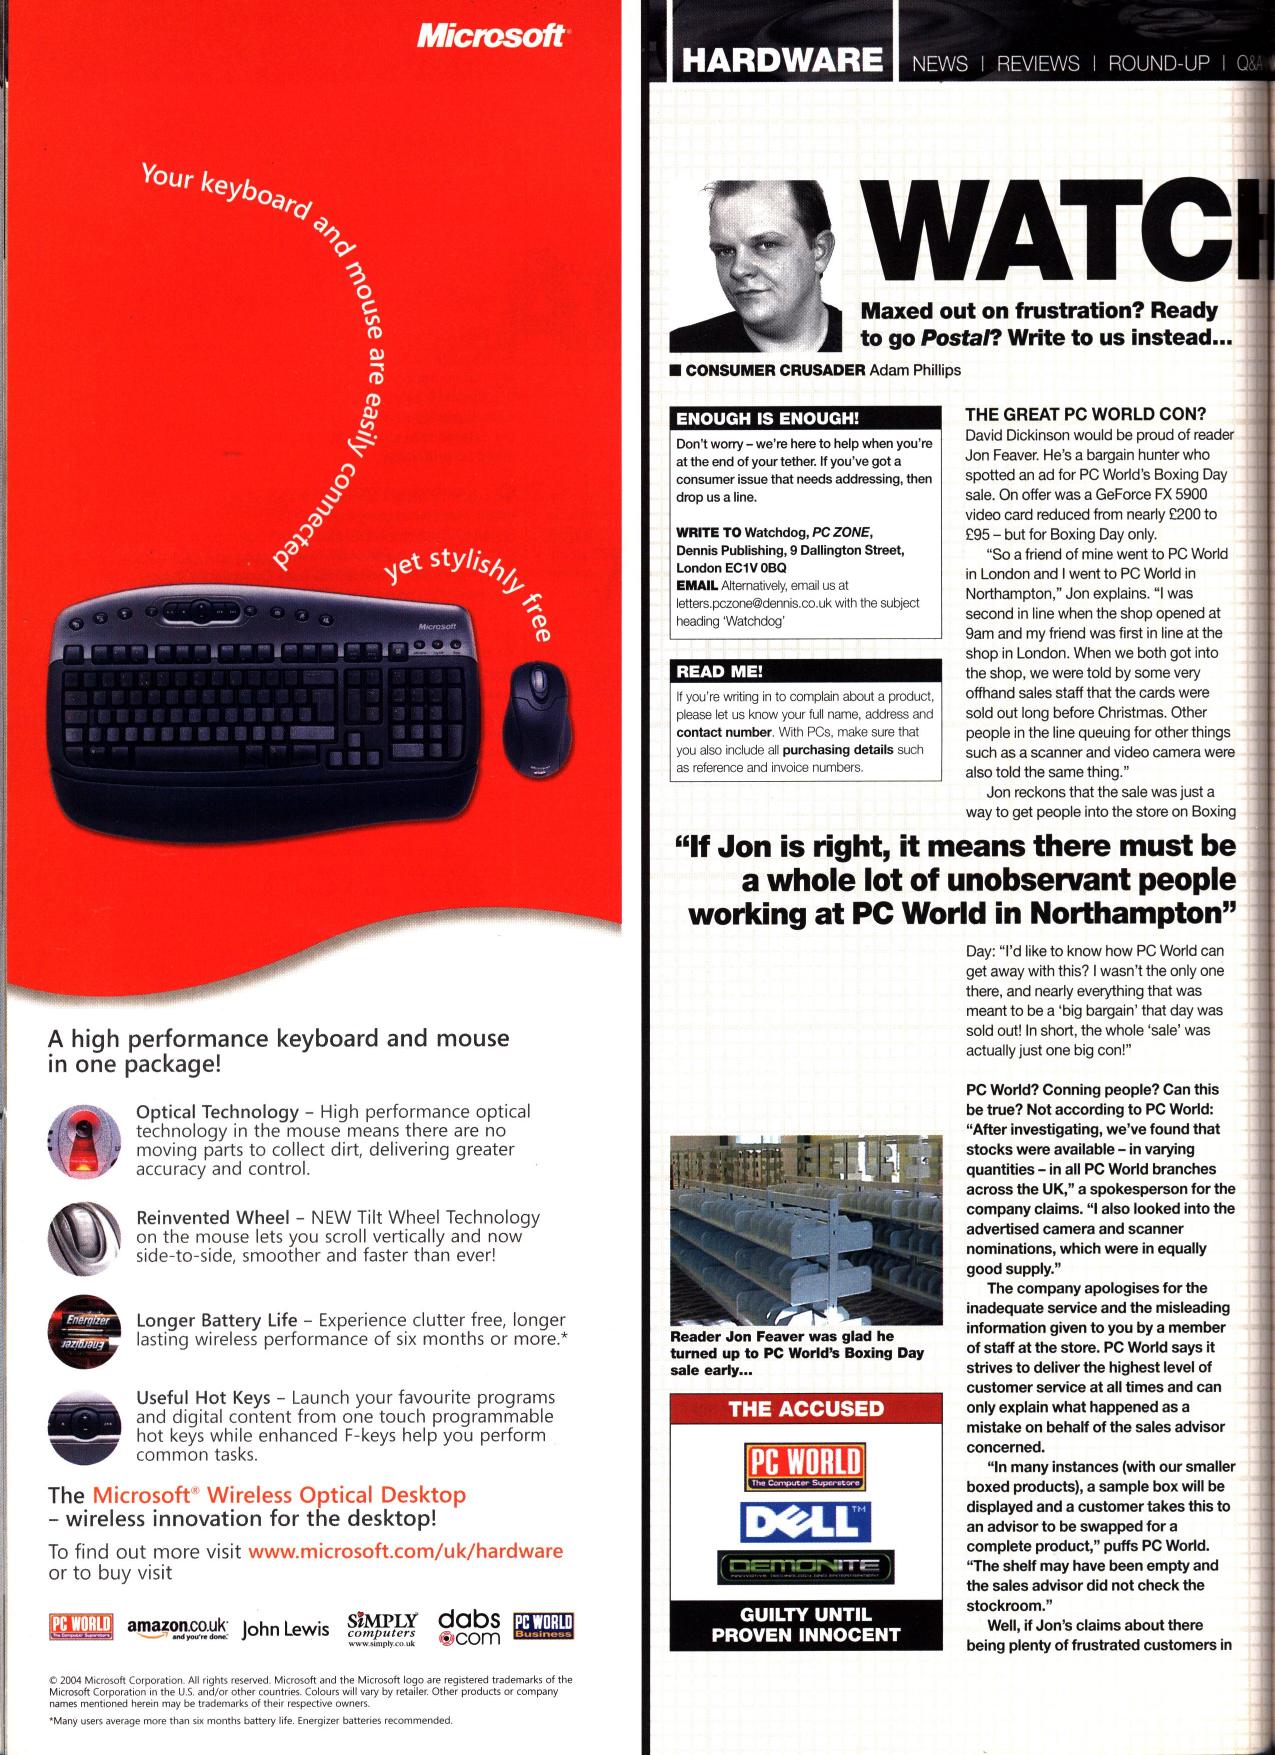 Microsoft
Your keyboard and mouse are easily connected
yet stylishly free
Microsoft
A high performance keyboard and mouse
in one package!
Optical Technology – High performance optical
technology in the mouse means there are no
moving parts to collect dirt, delivering greater
accuracy and control.
Reinvented Wheel – NEW Tilt Wheel Technology
on the mouse lets you scroll vertically and now
side-to-side, smoother and faster than ever!
Energizer
Energizer
Longer Battery Life – Experience clutter free, longer
lasting wireless performance of six months or more.*
Useful Hot Keys – Launch your favourite programs
and digital content from one touch programmable
hot keys while enhanced F-keys help you perform
common tasks.
The Microsoft® Wireless Optical Desktop
– wireless innovation for the desktop!
To find out more visit www.microsoft.com/uk/hardware
or to buy visit
PC WORLD
The Computer Superstore
amazon.co.uk
and you're done.
John Lewis
SiMPLY
computers
www.simply.co.uk
dabs
.com
PC WORLD
Business
© 2004 Microsoft Corporation. All rights reserved. Microsoft and the Microsoft logo are registered trademarks of the
Microsoft Corporation in the U.S. and/or other countries. Colours will vary by retailer. Other products or company
names mentioned herein may be trademarks of their respective owners.
*Many users average more than six months battery life. Energizer batteries recommended.
HARDWARE NEWS | REVIEWS | ROUND-UP | Q&A
WATCH
Maxed out on frustration? Ready
to go Postal? Write to us instead...
■ CONSUMER CRUSADER Adam Phillips
ENOUGH IS ENOUGH!
Don't worry – we're here to help when you're
at the end of your tether. If you've got a
consumer issue that needs addressing, then
drop us a line.
WRITE TO Watchdog, PC ZONE,
Dennis Publishing, 9 Dallington Street,
London EC1V 0BQ
EMAIL Alternatively, email us at
letters.pczone@dennis.co.uk with the subject
heading 'Watchdog'
READ ME!
If you're writing in to complain about a product,
please let us know your full name, address and
contact number. With PCs, make sure that
you also include all purchasing details such
as reference and invoice numbers.
THE GREAT PC WORLD CON?
David Dickinson would be proud of reader
Jon Feaver. He's a bargain hunter who
spotted an ad for PC World's Boxing Day
sale. On offer was a GeForce FX 5900
video card reduced from nearly £200 to
£95 – but for Boxing Day only.
"So a friend of mine went to PC World
in London and I went to PC World in
Northampton," Jon explains. "I was
second in line when the shop opened at
9am and my friend was first in line at the
shop in London. When we both got into
the shop, we were told by some very
offhand sales staff that the cards were
sold out long before Christmas. Other
people in the line queuing for other things
such as a scanner and video camera were
also told the same thing."
Jon reckons that the sale was just a
way to get people into the store on Boxing
"If Jon is right, it means there must be
a whole lot of unobservant people
working at PC World in Northampton"
Day: "I'd like to know how PC World can
get away with this? I wasn't the only one
there, and nearly everything that was
meant to be a 'big bargain' that day was
sold out! In short, the whole 'sale' was
actually just one big con!"
PC World? Conning people? Can this
be true? Not according to PC World:
"After investigating, we've found that
stocks were available – in varying
quantities – in all PC World branches
across the UK," a spokesperson for the
company claims. "I also looked into the
advertised camera and scanner
nominations, which were in equally
good supply."
The company apologises for the
inadequate service and the misleading
information given to you by a member
of staff at the store. PC World says it
strives to deliver the highest level of
customer service at all times and can
only explain what happened as a
mistake on behalf of the sales advisor
concerned.
"In many instances (with our smaller
boxed products), a sample box will be
displayed and a customer takes this to
an advisor to be swapped for a
complete product," puffs PC World.
"The shelf may have been empty and
the sales advisor did not check the
stockroom."
Well, if Jon's claims about there
being plenty of frustrated customers in
Reader Jon Feaver was glad he
turned up to PC World's Boxing Day
sale early...
THE ACCUSED
PC WORLD
The Computer Superstore
DELL™
DEMONITE
GUILTY UNTIL
PROVEN INNOCENT